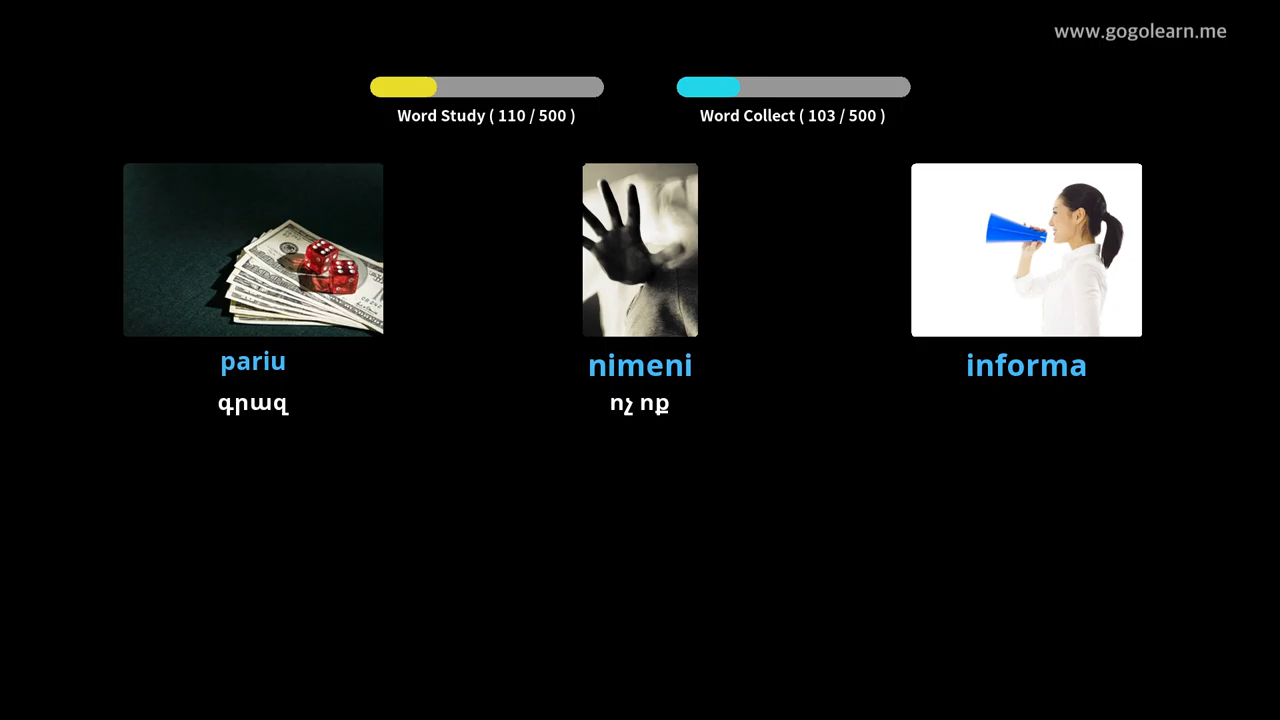 www.gogolearn.me
Word Study ( 110 / 500 )
Word Collect ( 103 / 500 )
pariu
nimeni
informa
գրազ
ոչ ոք